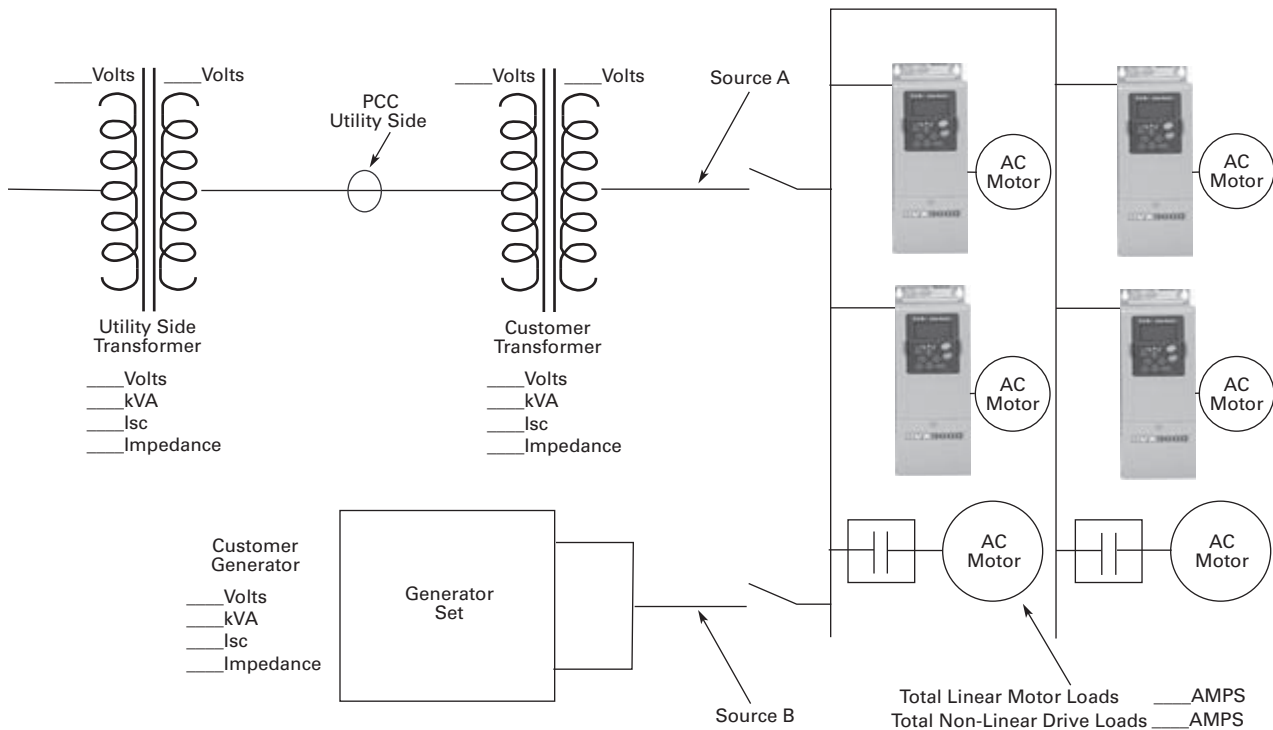 ____Volts ____Volts
PCC
Utility Side
____Volts ____Volts
Source A
AC
Motor
AC
Motor
Utility Side
Transformer
____Volts
____kVA
____Isc
____Impedance
Customer
Transformer
____Volts
____kVA
____Isc
____Impedance
AC
Motor
AC
Motor
Customer
Generator
____Volts
____kVA
____Isc
____Impedance
Generator
Set
AC
Motor
AC
Motor
Source B
Total Linear Motor Loads ____AMPS
Total Non-Linear Drive Loads ____AMPS